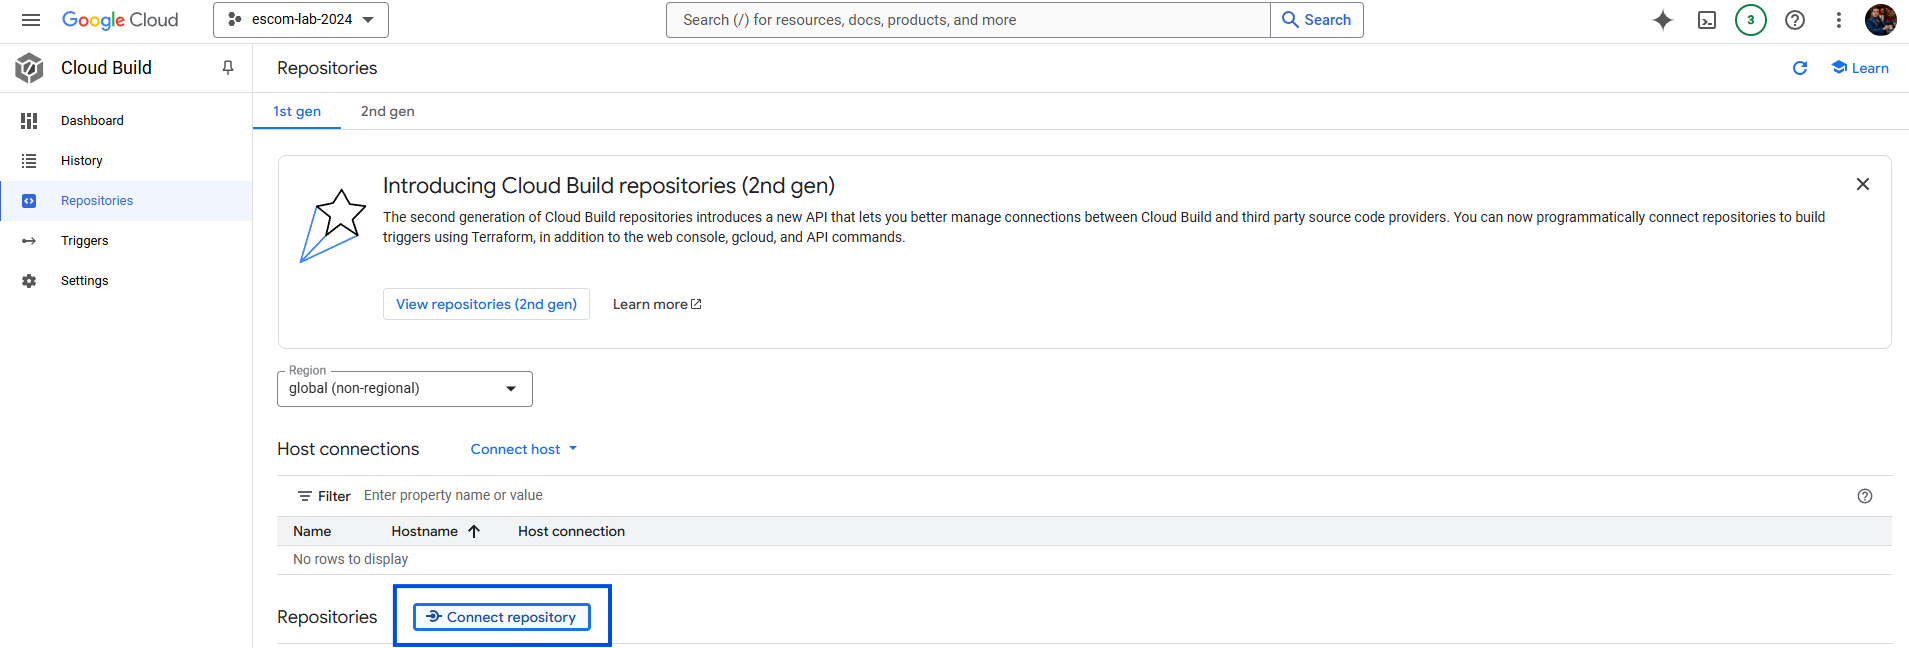 Google Cloud
escom-lab-2024
Search (/) for resources, docs, products, and more
Search
3
Cloud Build
Repositories
Learn
Dashboard
History
Repositories
Triggers
Settings
1st gen
2nd gen
Introducing Cloud Build repositories (2nd gen)
The second generation of Cloud Build repositories introduces a new API that lets you better manage connections between Cloud Build and third party source code providers. You can now programmatically connect repositories to build
triggers using Terraform, in addition to the web console, gcloud, and API commands.
View repositories (2nd gen)
Learn more
Region
global (non-regional)
Host connections
Connect host
Filter
Enter property name or value
Name
Hostname
Host connection
No rows to display
Repositories
Connect repository